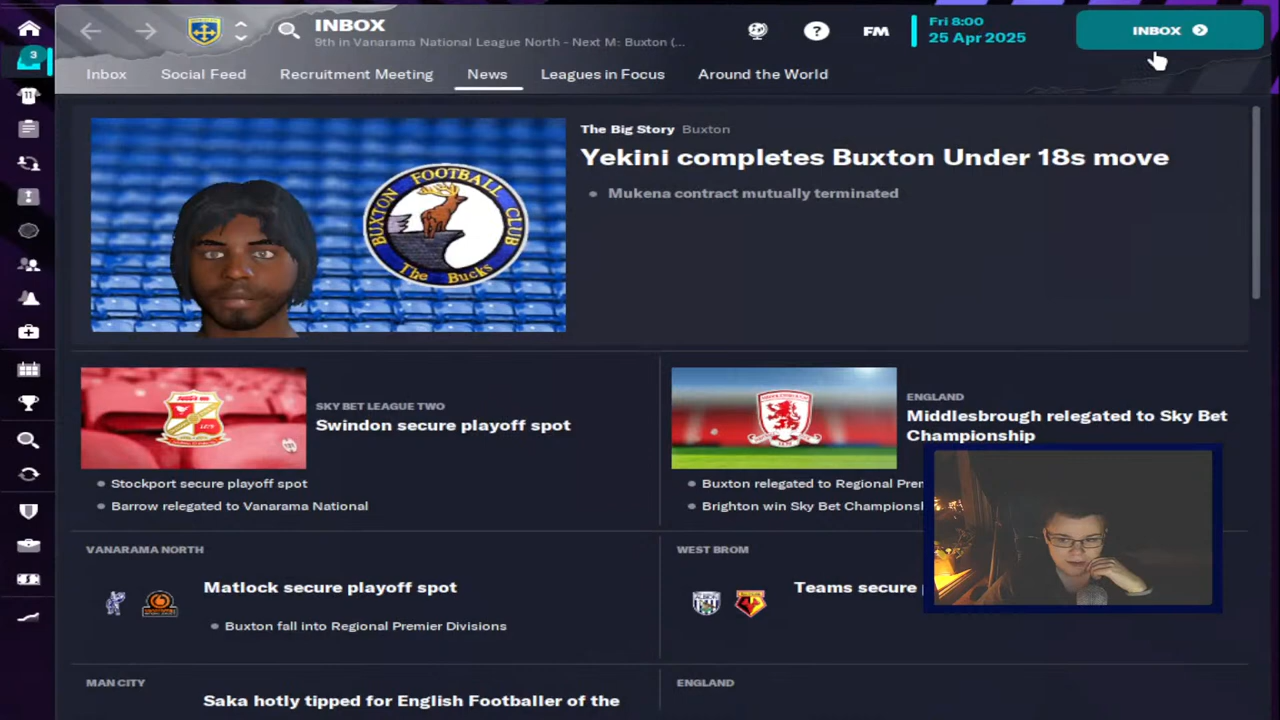 INBOX
9th in Vanarama National League North - Next M: Buxton (...
FM
Fri 8:00
25 Apr 2025
INBOX
3
11
Inbox
Social Feed
Recruitment Meeting
News
Leagues in Focus
Around the World
BUXTON FOOTBALL CLUB
The Bucks
The Big Story Buxton
Yekini completes Buxton Under 18s move
Mukena contract mutually terminated
SKY BET LEAGUE TWO
Swindon secure playoff spot
Stockport secure playoff spot
Barrow relegated to Vanarama National
ENGLAND
Middlesbrough relegated to Sky Bet
Championship
Buxton relegated to Regional
Brighton win Sky Bet
VANARAMA NORTH
Matlock secure playoff spot
Buxton fall into Regional Premier Divisions
WEST BROM
Teams secure
MAN CITY
Saka hotly tipped for English Footballer of the
ENGLAND